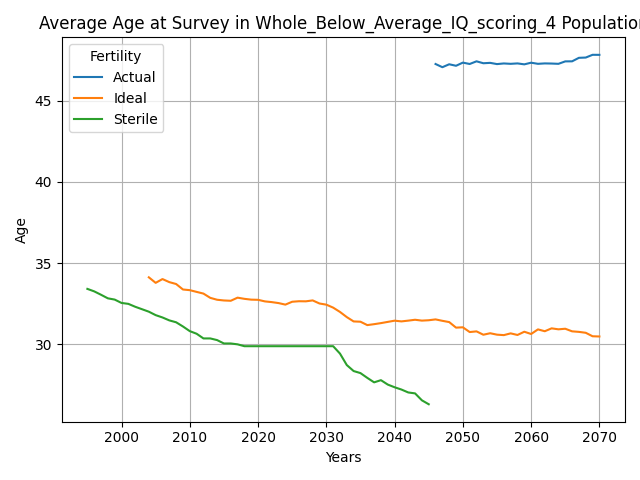 Average Age at Survey in Whole_Below_Average_IQ_scoring_4 Population
Fertility
Actual
Ideal
Sterile
45
40
35
30
Age
2000 2010 2020 2030 2040 2050 2060 2070
Years